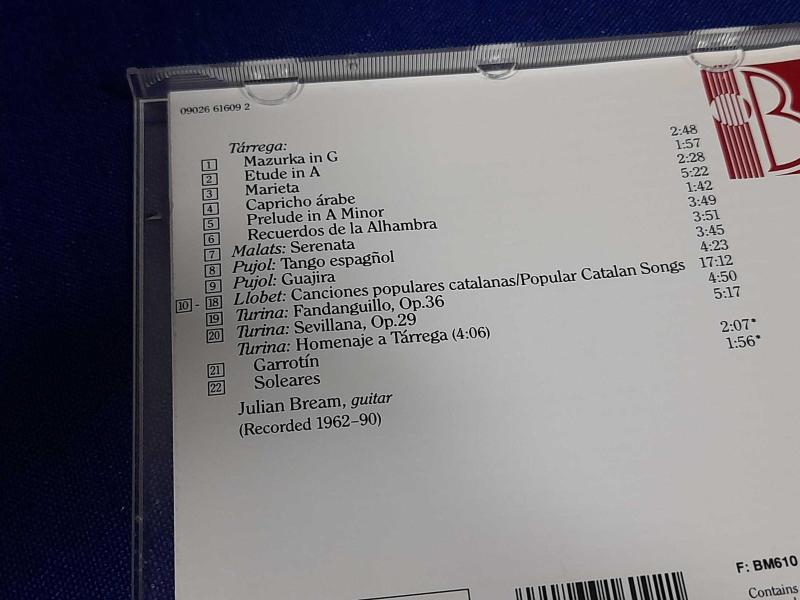 09026 61609 2
Tárrega:
1 Mazurka in G 2:48
2 Etude in A 1:57
3 Marieta 2:28
4 Capricho árabe 5:22
5 Prelude in A Minor 1:42
6 Recuerdos de la Alhambra 3:49
7 Malats: Serenata 3:51
8 Pujol: Tango espagñol 3:45
9 Pujol: Guajira 4:23
10 - 18 Llobet: Canciones populares catalanas/Popular Catalan Songs 17:12
19 Turina: Fandanguillo, Op.36 4:50
20 Turina: Sevillana, Op.29 5:17
Turina: Homenaje a Tárrega (4:06)
21 Garrotín 2:07*
22 Soleares 1:56*
Julian Bream, guitar
(Recorded 1962–90)
B
F: BM610
Contains